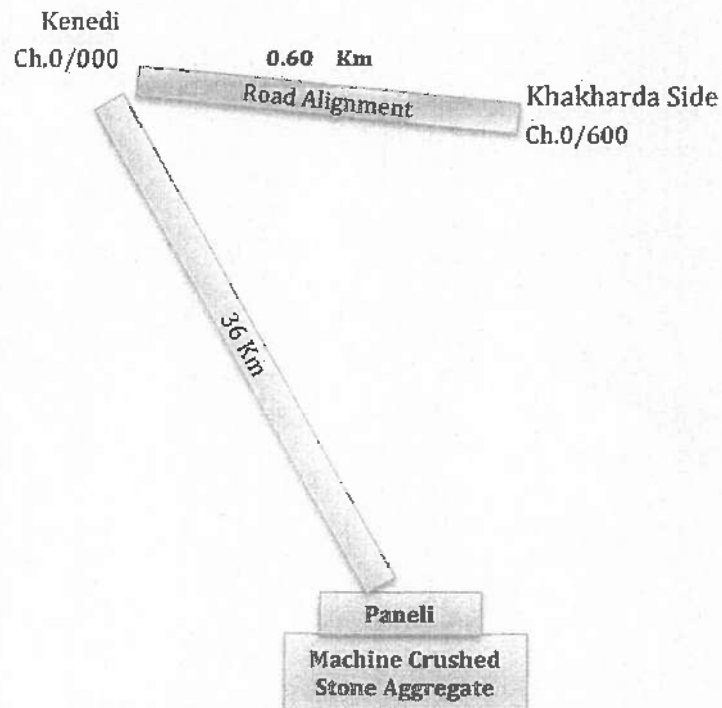 Kenedi
Ch.0/000
0.60 Km
Road Alignment
Khakharda Side
Ch.0/600
36 Km
Paneli
Machine Crushed
Stone Aggregate